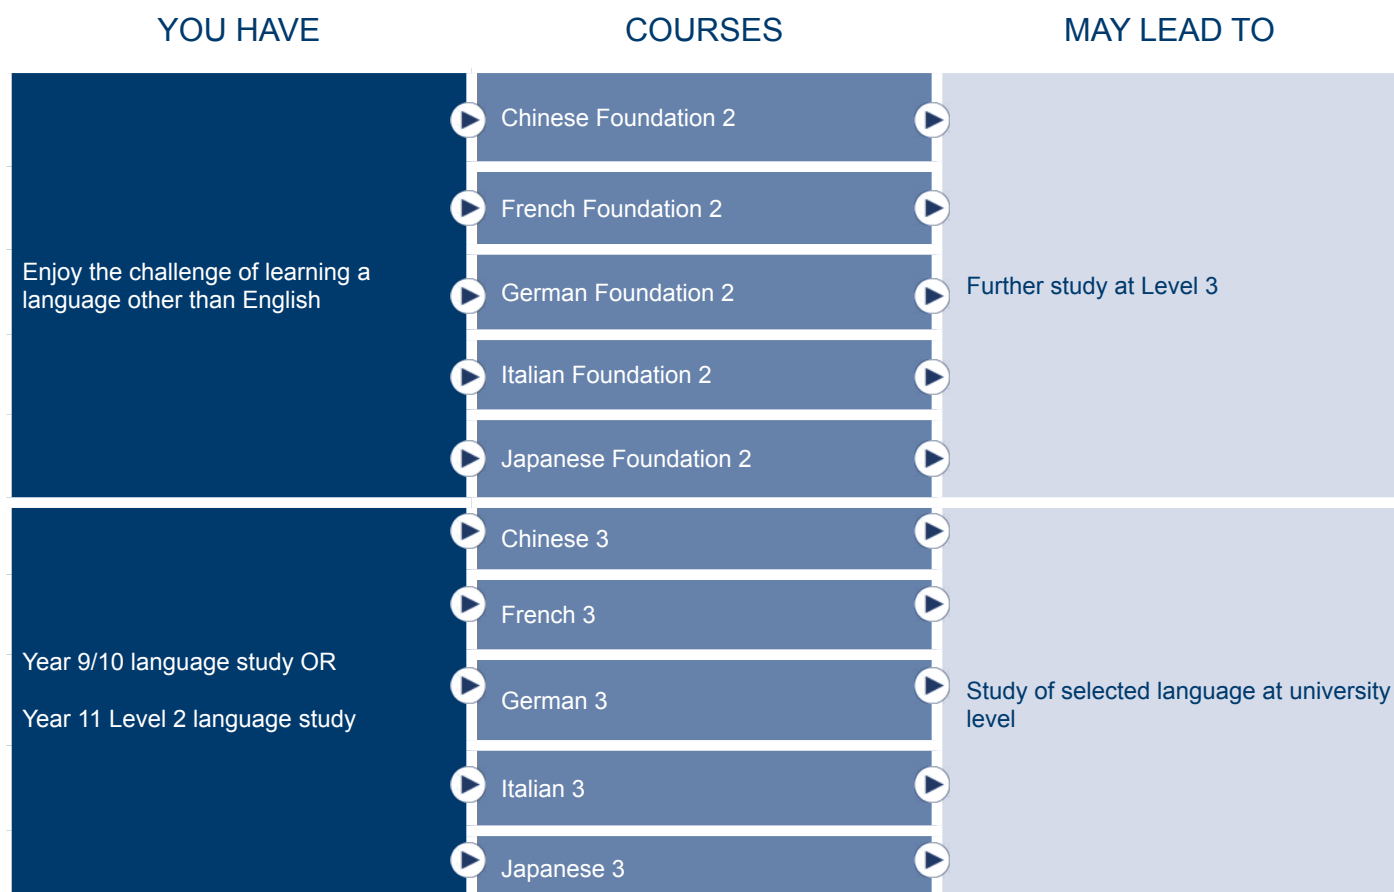 YOU HAVE
COURSES
MAY LEAD TO
Enjoy the challenge of learning a
language other than English
Chinese Foundation 2
French Foundation 2
German Foundation 2
Italian Foundation 2
Japanese Foundation 2
Further study at Level 3
Year 9/10 language study OR
Year 11 Level 2 language study
Chinese 3
French 3
German 3
Italian 3
Japanese 3
Study of selected language at university
level